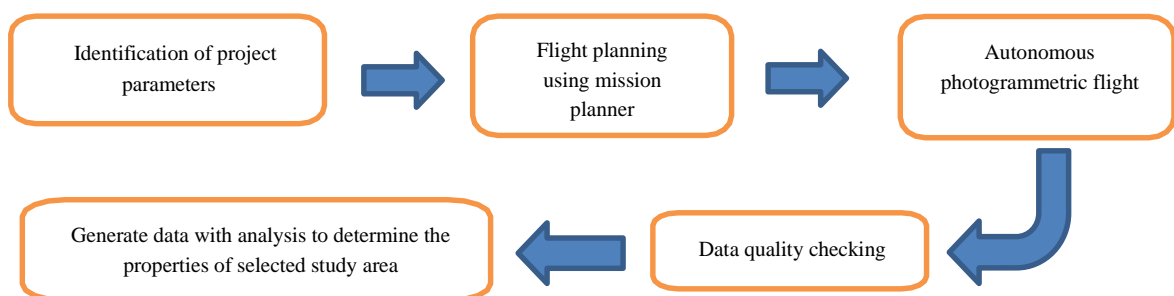 Identification of project
parameters
Flight planning
using mission
planner
Autonomous
photogrammetric flight
Data quality checking
Generate data with analysis to determine the
properties of selected study area